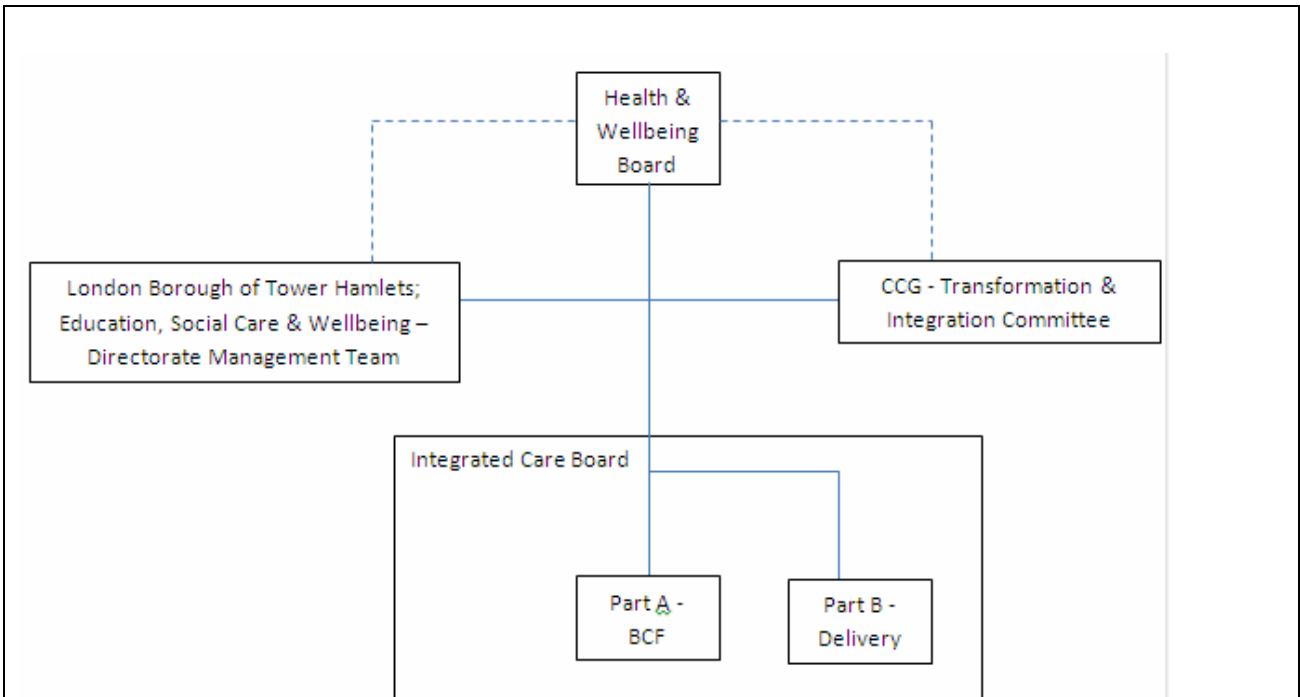 Health &
Wellbeing
Board
London Borough of Tower Hamlets;
Education, Social Care & Wellbeing –
Directorate Management Team
CCG - Transformation &
Integration Committee
Integrated Care Board
Part A -
BCF
Part B -
Delivery